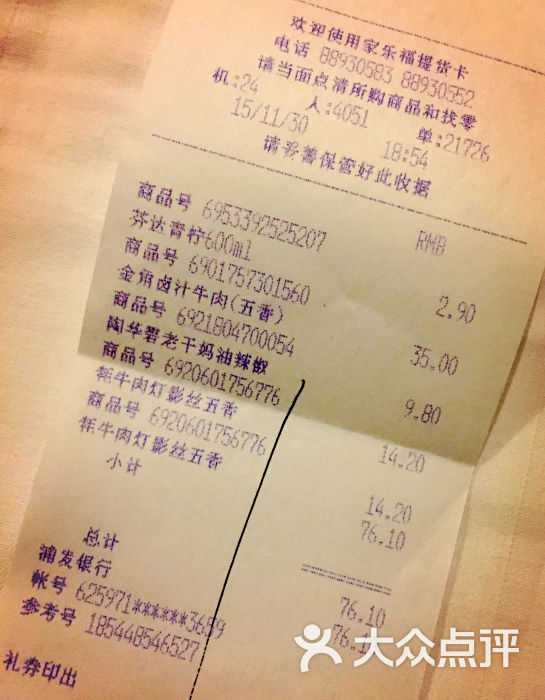 欢迎使用家乐福提货卡
电话 88930583 88930552
请当面点清所购商品和找零
机:24 人:4051 单:21726
15/11/30 18:54
请妥善保管好此收据
RMB
商品号 6953392525207
芬达青柠600ml 2.90
商品号 6901757301560
金角卤汁牛肉(五香) 35.00
商品号 6921804700054
陶华碧老干妈油辣椒 9.80
商品号 6920601756776
牦牛肉灯影丝五香 14.20
商品号 6920601756776
牦牛肉灯影丝五香 14.20
小计 76.10
总计 76.10
浦发银行 76.10
帐号 625971******3659
参考号 185448546527
礼券印出
大众点评